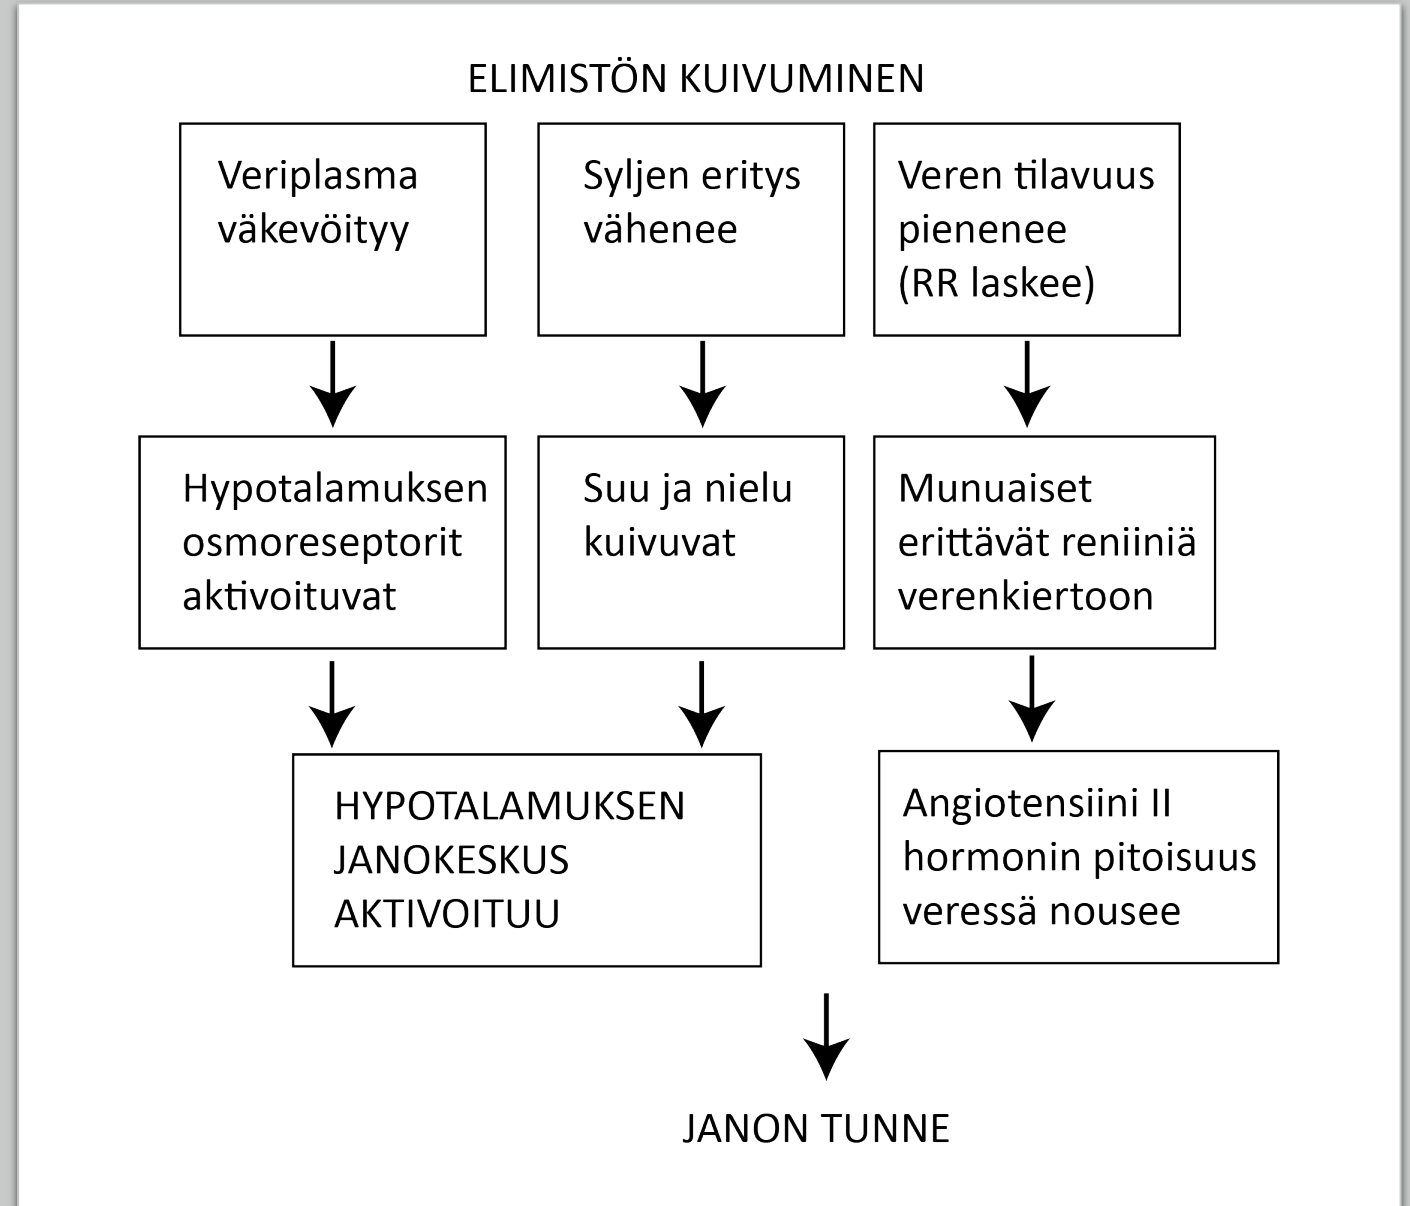 ELIMISTÖN KUIVUMINEN
Veriplasma
väkevöityy
Syljen eritys
vähenee
Veren tilavuus
pienenee
(RR laskee)
Hypotalamuksen
osmoreseptorit
aktivoituvat
Suu ja nielu
kuivuvat
Munuaiset
erittävät reniiniä
verenkiertoon
HYPOTALAMUKSEN
JANOKESKUS
AKTIVOITUU
Angiotensiini II
hormonin pitoisuus
veressä nousee
JANON TUNNE